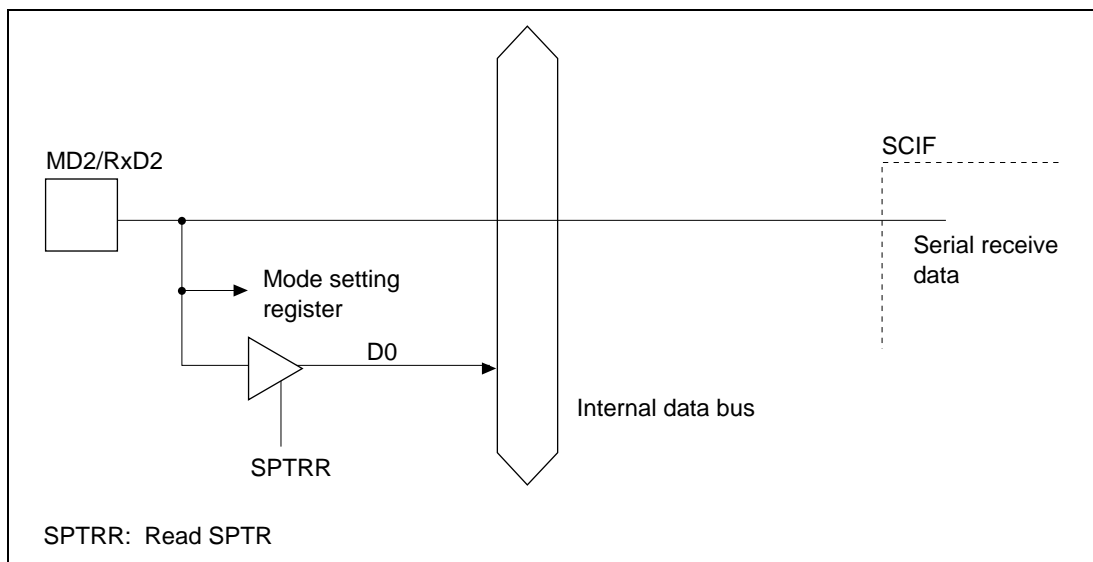 SCIF
MD2/RxD2
Serial receive
data
Mode setting
register
D0
Internal data bus
SPTRR
SPTRR: Read SPTR